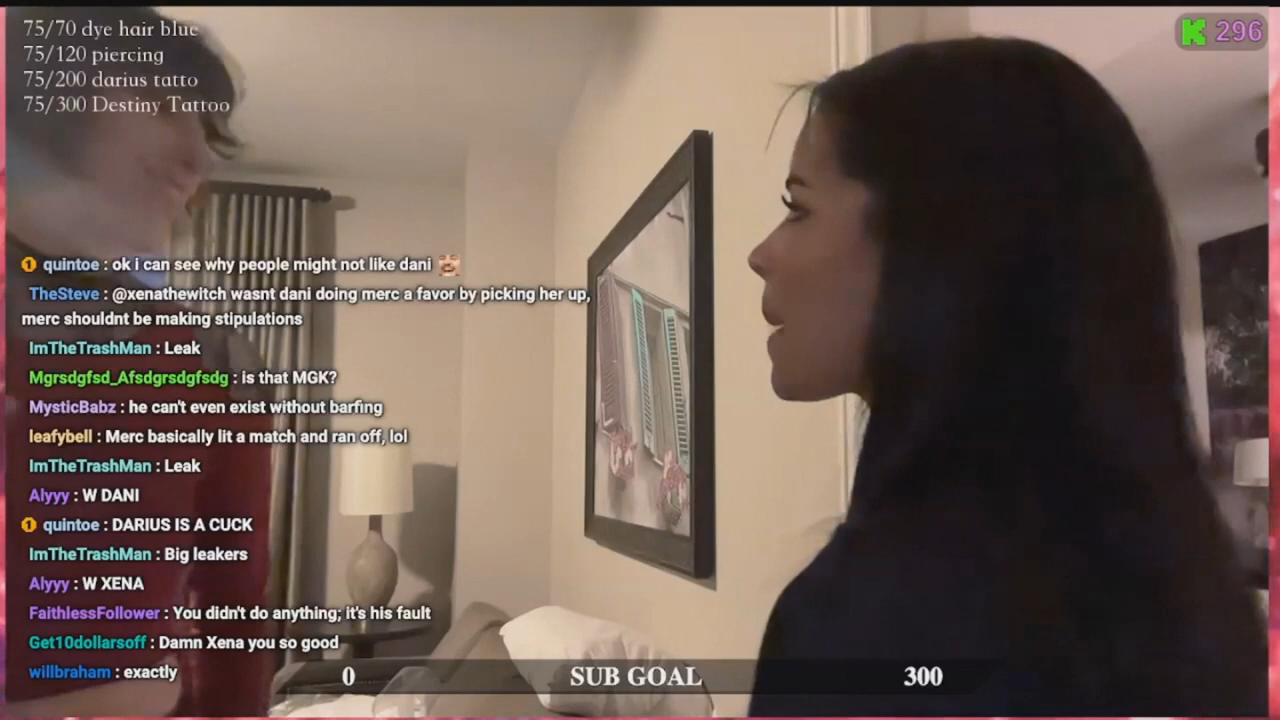 75/70 dye hair blue
75/120 piercing
75/200 darius tatto
75/300 Destiny Tattoo
296
quintoe : ok i can see why people might not like dani
TheSteve : @xenathewitch wasnt dani doing merc a favor by picking her up,
merc shouldnt be making stipulations
ImTheTrashMan : Leak
Mgrsdgfsd_Afsdgrsdgfsdg : is that MGK?
MysticBabz : he can't even exist without barfing
leafybell : Merc basically lit a match and ran off, lol
ImTheTrashMan : Leak
Alyyy : W DANI
quintoe : DARIUS IS A CUCK
ImTheTrashMan : Big leakers
Alyyy : W XENA
FaithlessFollower : You didn't do anything; it's his fault
Get10dollarsoff : Damn Xena you so good
willbraham : exactly
0 SUB GOAL 300